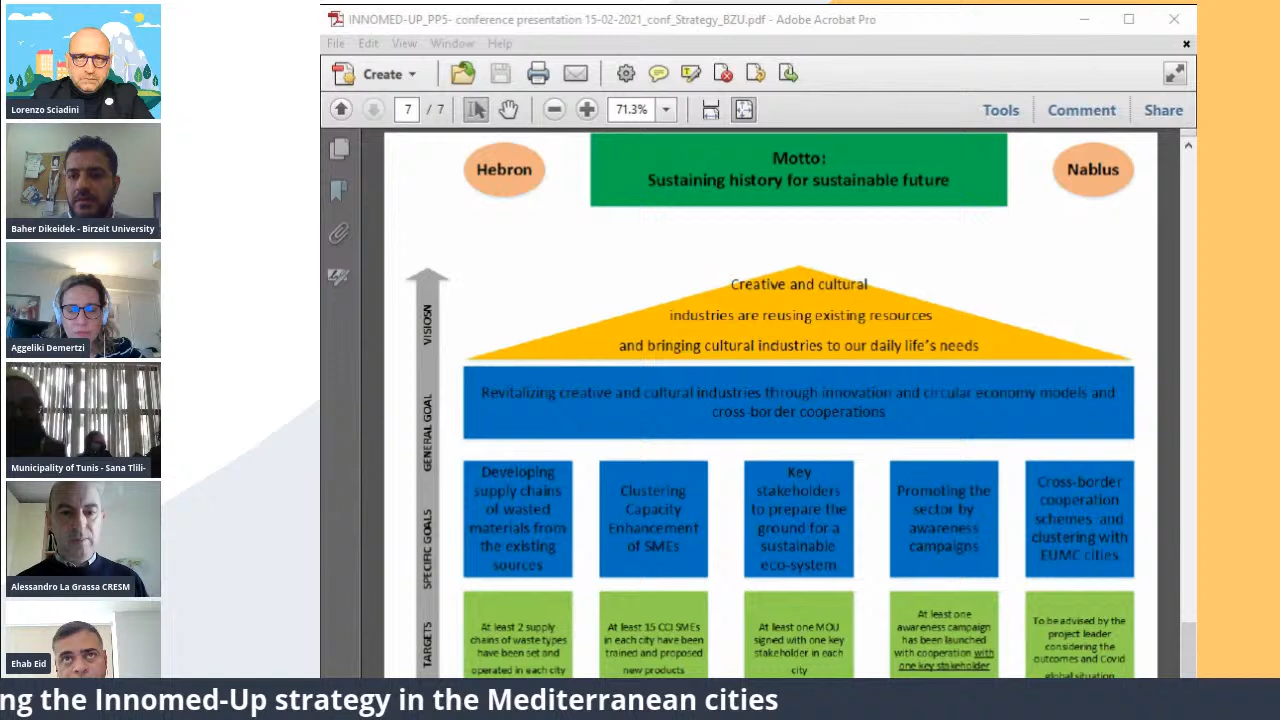 Lorenzo Sciadini
Baher Dikeidek - Birzeit University
Aggeliki Demertzi
Municipality of Tunis - Sana Tlili-
Alessandro La Grassa CRESM
Ehab Eid
INNOMED-UP_PP5- conference presentation 15-02-2021_conf_Strategy_BZU.pdf - Adobe Acrobat Pro
File Edit View Window Help
Create
7 / 7
71.3%
Tools Comment Share
Hebron
Motto:
Sustaining history for sustainable future
Nablus
VISIOSN
Creative and cultural
industries are reusing existing resources
and bringing cultural industries to our daily life's needs
GENERAL GOAL
Revitalizing creative and cultural industries through innovation and circular economy models and
cross-border cooperations
SPECIFIC GOALS
Developing
supply chains
of wasted
materials from
the existing
sources
Clustering
Capacity
Enhancement
of SMEs
Key
stakeholders
to prepare the
ground for a
sustainable
eco-system
Promoting the
sector by
awareness
campaigns
Cross-border
cooperation
schemes and
clustering with
EUMC cities
TARGETS
At least 2 supply
chains of waste types
have been set and
operated in each city
At least 15 CCI SMEs
in each city have been
trained and proposed
new products
At least one MOU
signed with one key
stakeholder in each
city
At least one
awareness campaign
has been launched
with cooperation with
one key stakeholder
To be advised by the
project leader
considering the
outcomes and Covid
global situation
ng the Innomed-Up strategy in the Mediterranean cities